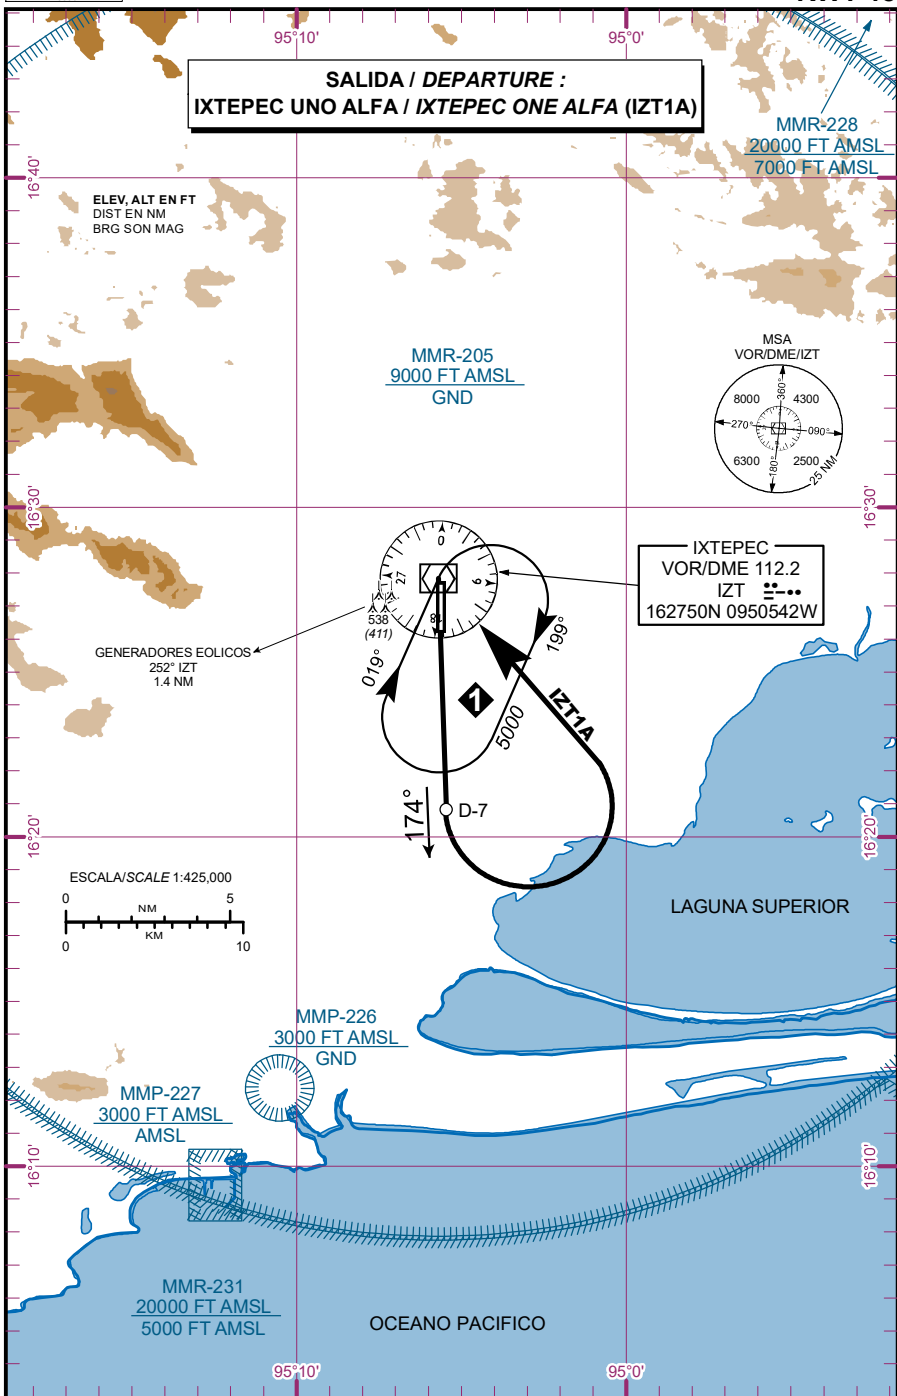 95°10'
95°0'
SALIDA / DEPARTURE :
IXTEPEC UNO ALFA / IXTEPEC ONE ALFA (IZT1A)
MMR-228
20000 FT AMSL
7000 FT AMSL
16°40'
16°40'
ELEV, ALT EN FT
DIST EN NM
BRG SON MAG
MMR-205
9000 FT AMSL
GND
MSA
VOR/DME/IZT
360°
8000
4300
270°
090°
6300
2500
180°
25 NM
16°30'
16°30'
0
27
9
18
IXTEPEC
VOR/DME 112.2
IZT
162750N 0950542W
538
(411)
GENERADORES EOLICOS
252° IZT
1.4 NM
019°
199°
1
5000
IZT1A
174°
D-7
16°20'
16°20'
ESCALA/SCALE 1:425,000
0
5
NM
KM
0
10
LAGUNA SUPERIOR
MMP-226
3000 FT AMSL
GND
MMP-227
3000 FT AMSL
AMSL
16°10'
16°10'
MMR-231
20000 FT AMSL
5000 FT AMSL
OCEANO PACIFICO
95°10'
95°0'